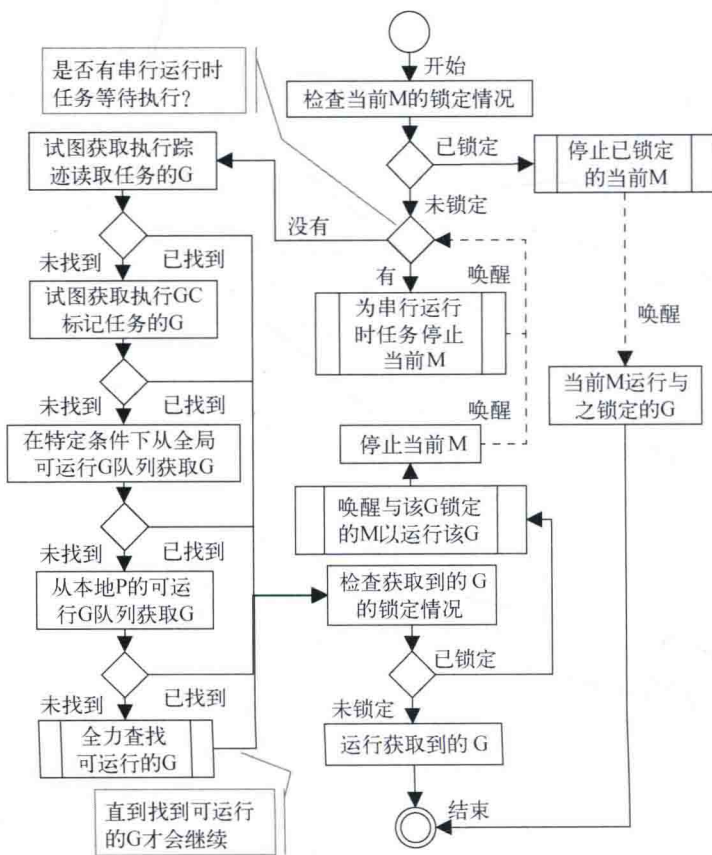 开始
检查当前M的锁定情况
是否有串行运行时
任务等待执行?
已锁定
停止已锁定
的当前M
未锁定
没有
有
唤醒
为串行运行
时任务停止
当前M
唤醒
唤醒
当前M运行与
之锁定的G
试图获取执行踪
迹读取任务的G
未找到
已找到
试图获取执行GC
标记任务的G
未找到
已找到
在特定条件下从全局
可运行G队列获取G
未找到
已找到
从本地P的可运
行G队列获取G
未找到
已找到
全力查找
可运行的G
直到找到可运行
的G才会继续
停止当前M
唤醒与该G锁定
的M以运行该G
检查获取到的 G
的锁定情况
已锁定
未锁定
运行获取到的 G
结束